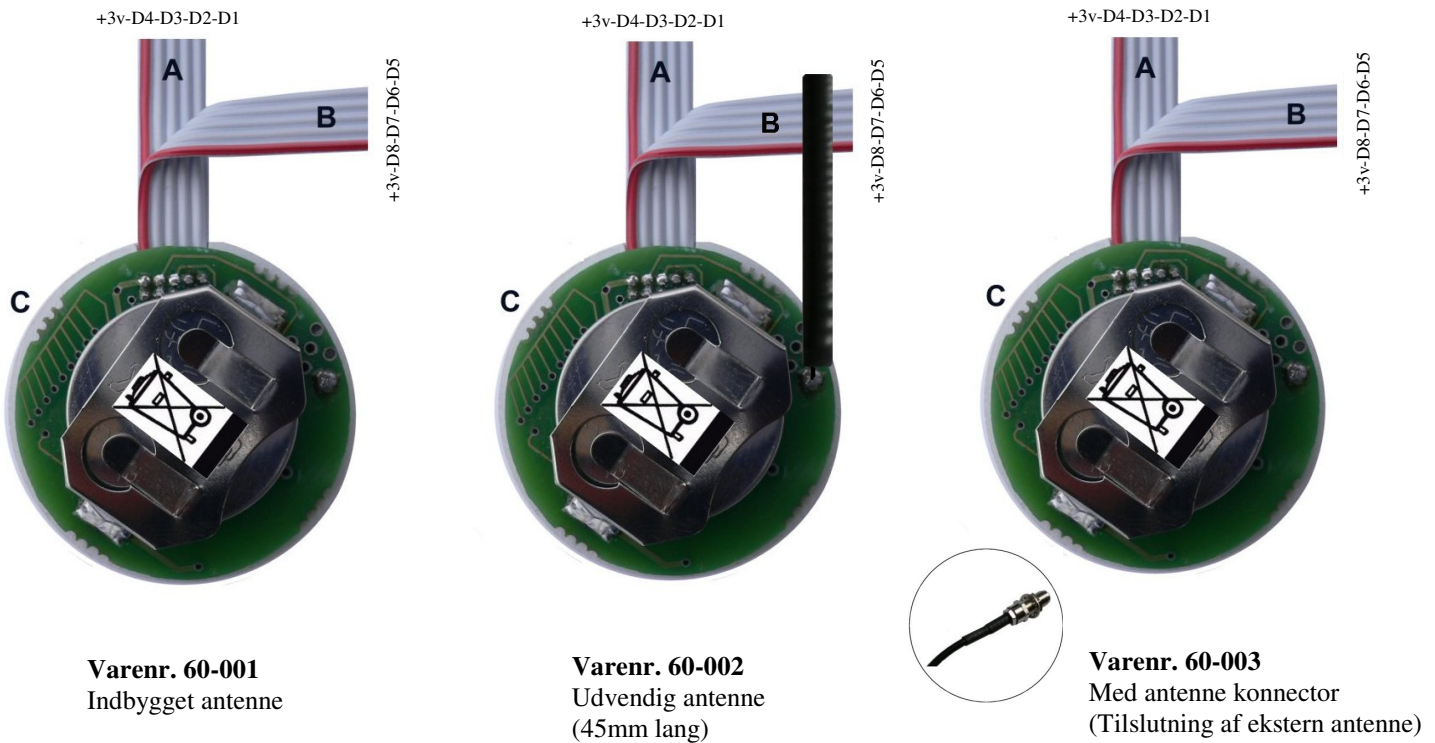 +3v-D4-D3-D2-D1
A
B
+3v-D8-D7-D6-D5
C
Varenr. 60-001
Indbygget antenne
+3v-D4-D3-D2-D1
A
B
+3v-D8-D7-D6-D5
C
Varenr. 60-002
Udvendig antenne
(45mm lang)
+3v-D4-D3-D2-D1
A
B
+3v-D8-D7-D6-D5
C
Varenr. 60-003
Med antenne konnector
(Tilslutning af ekstern antenne)